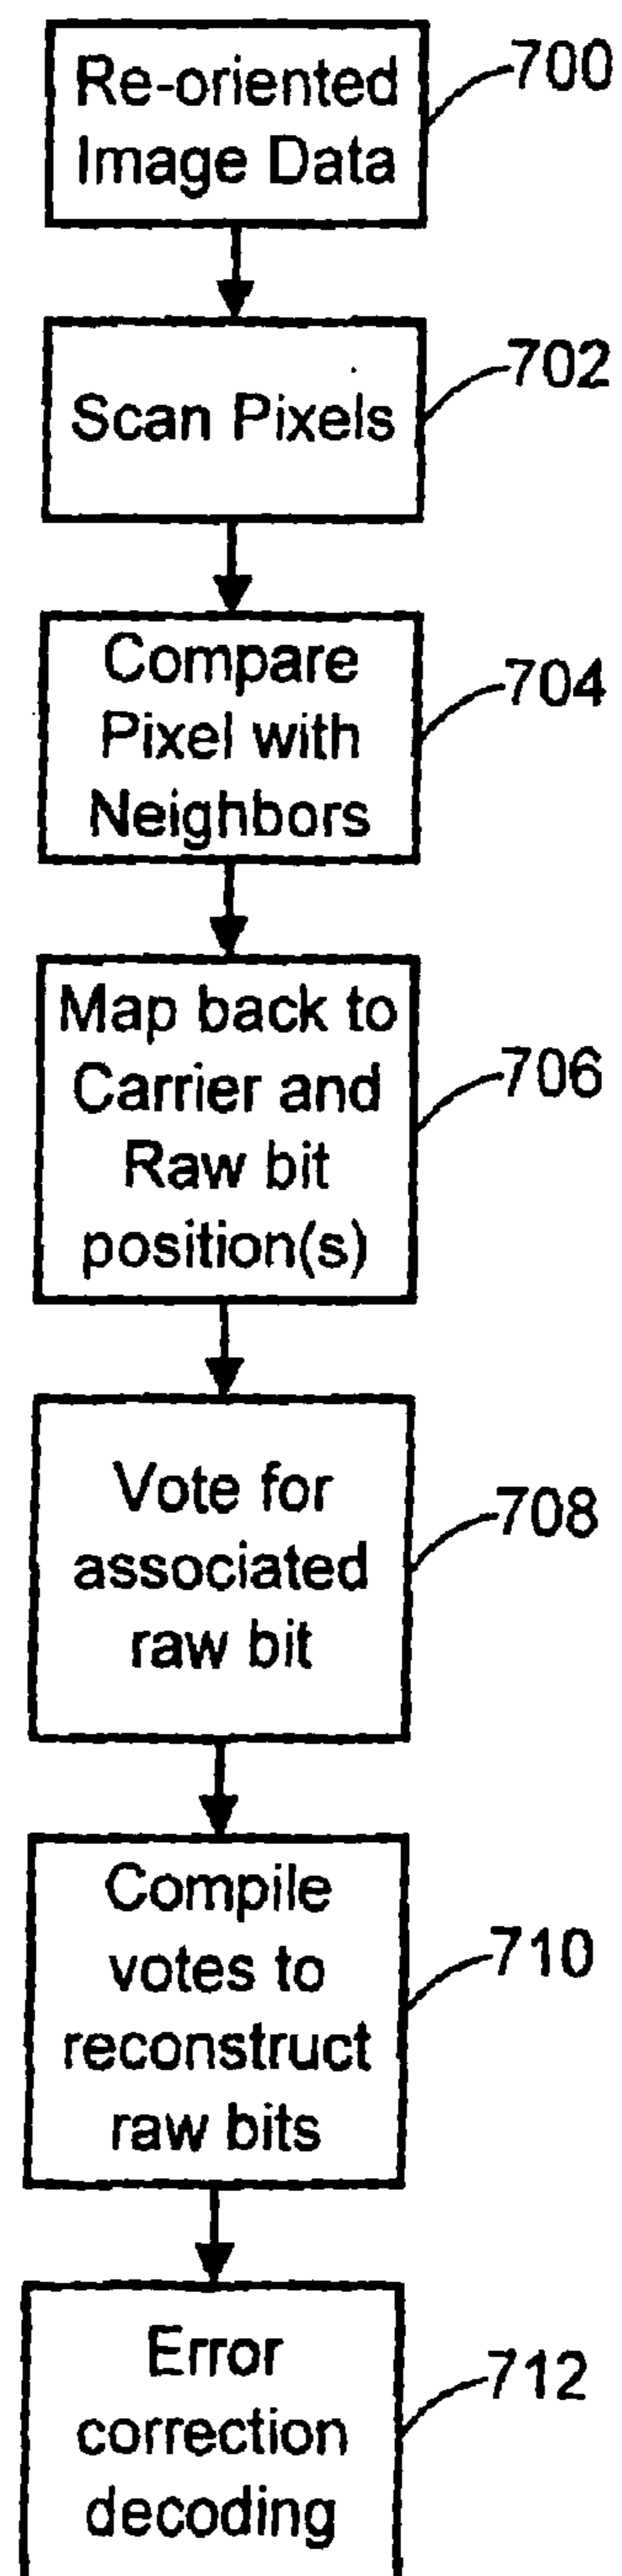 Re-oriented
Image Data
700
Scan Pixels
702
Compare
Pixel with
Neighbors
704
Map back to
Carrier and
Raw bit
position(s)
706
Vote for
associated
raw bit
708
Compile
votes to
reconstruct
raw bits
710
Error
correction
decoding
712